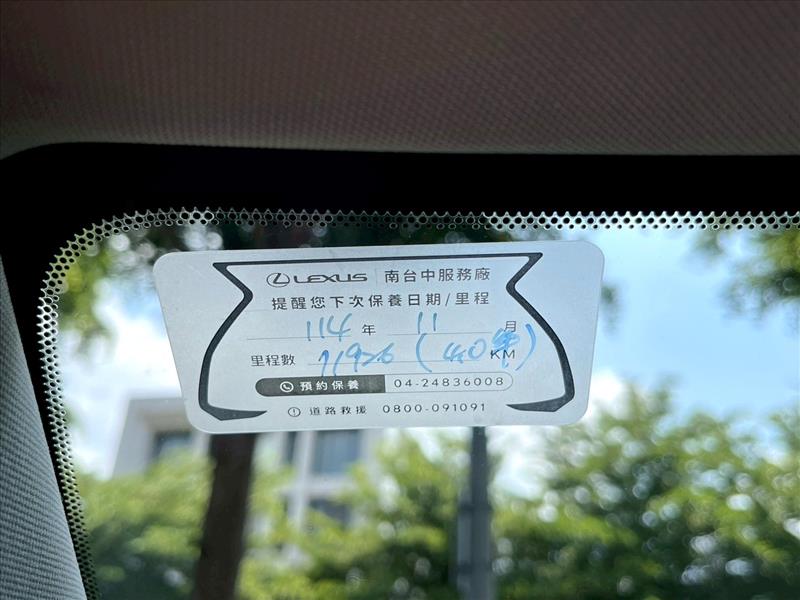 LEXUS 南台中服務廠
提醒您下次保養日期/里程
114 年 11 月
里程數 71926 (40) KM
預約保養 04-24836008
道路救援 0800-091091